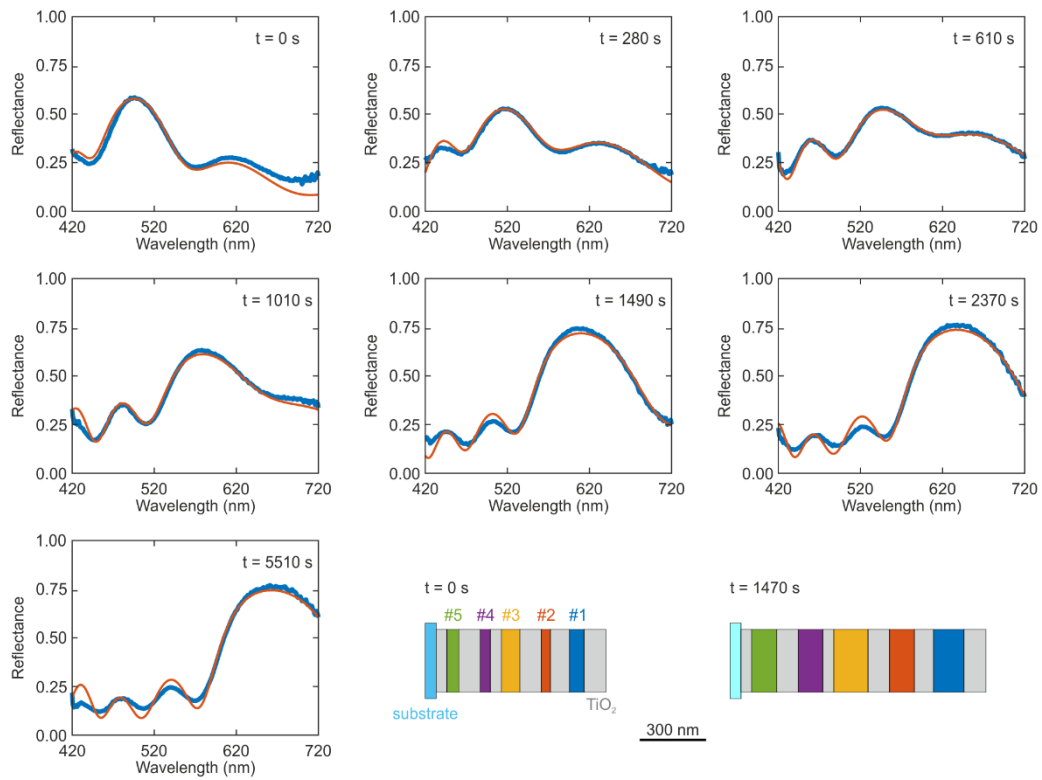 1.00
0.75
0.50
0.25
0.00
Reflectance
420
520
620
720
Wavelength (nm)
t = 0 s
1.00
0.75
0.50
0.25
0.00
Reflectance
420
520
620
720
Wavelength (nm)
t = 280 s
1.00
0.75
0.50
0.25
0.00
Reflectance
420
520
620
720
Wavelength (nm)
t = 610 s
1.00
0.75
0.50
0.25
0.00
Reflectance
420
520
620
720
Wavelength (nm)
t = 1010 s
1.00
0.75
0.50
0.25
0.00
Reflectance
420
520
620
720
Wavelength (nm)
t = 1490 s
1.00
0.75
0.50
0.25
0.00
Reflectance
420
520
620
720
Wavelength (nm)
t = 2370 s
1.00
0.75
0.50
0.25
0.00
Reflectance
420
520
620
720
Wavelength (nm)
t = 5510 s
t = 0 s
#5 #4 #3 #2 #1
substrate
TiO₂
300 nm
t = 1470 s